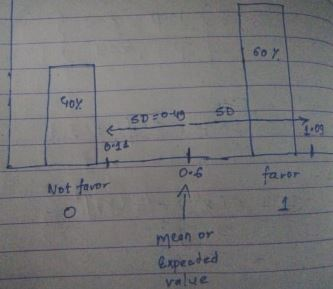 60%
40%
SD=0.49
SD
0.11
1.09
Not favor
0.6
favor
0
1
mean or
Expeaded
value